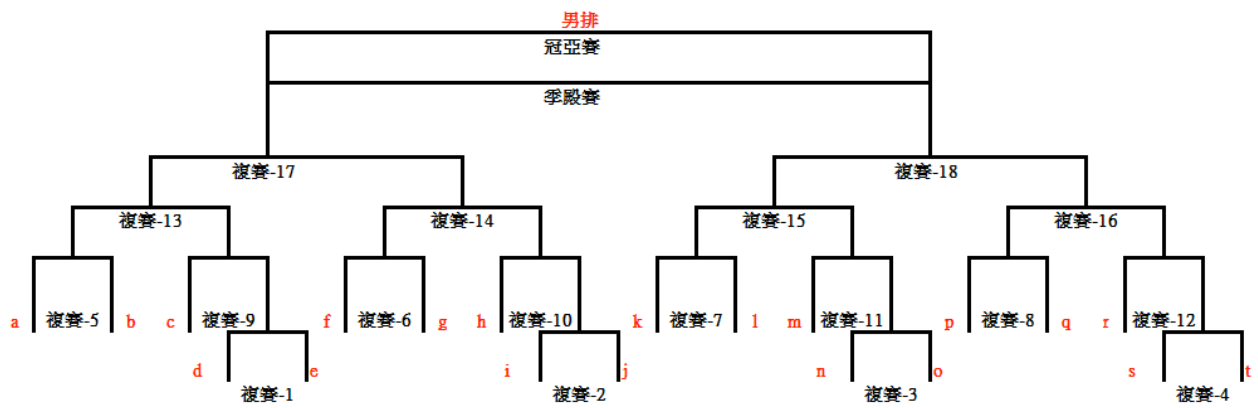 男排
冠亞賽
季殿賽
複賽-17 複賽-18
複賽-13 複賽-14 複賽-15 複賽-16
a 複賽-5 b c 複賽-9 f 複賽-6 g h 複賽-10 k 複賽-7 l m 複賽-11 p 複賽-8 q r 複賽-12
d e i j n o s t
複賽-1 複賽-2 複賽-3 複賽-4